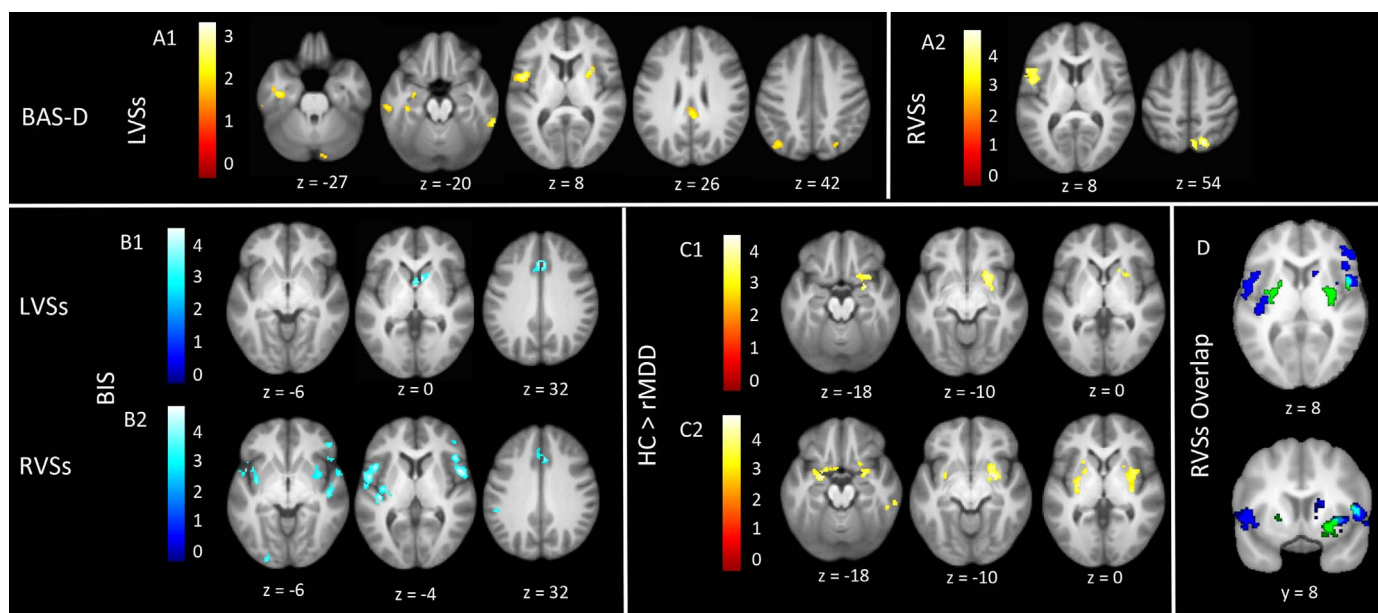 BAS-D
LVSs
A1
3
2
1
0
z = -27
z = -20
z = 8
z = 26
z = 42
RVSs
A2
4
3
2
1
0
z = 8
z = 54
BIS
LVSs
B1
4
3
2
1
0
z = -6
z = 0
z = 32
RVSs
B2
4
3
2
1
0
z = -6
z = -4
z = 32
HC > rMDD
C1
4
3
2
1
0
z = -18
z = -10
z = 0
C2
4
3
2
1
0
z = -18
z = -10
z = 0
RVSs Overlap
D
z = 8
y = 8